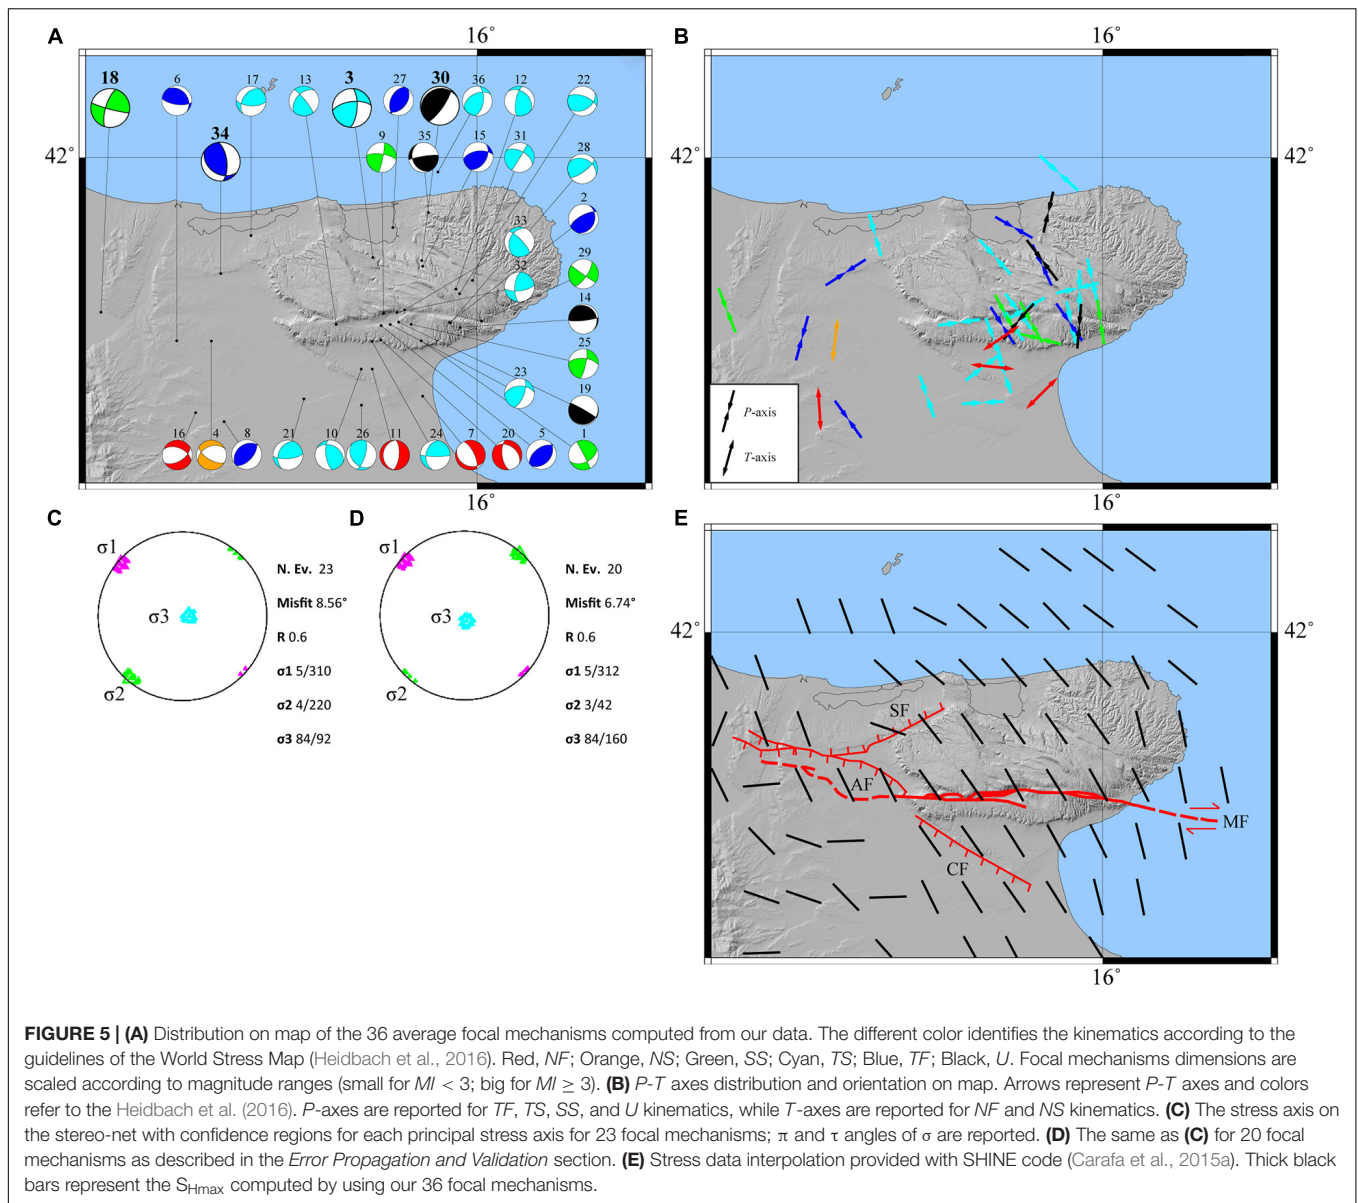 A
16°
18
6
17
13
3
27
30
36
12
22
34
9
35
15
31
28
42°
2
33
32
29
14
25
23
19
16
4
8
21
10
26
11
24
7
20
5
1
16°
B
16°
42°
P-axis
T-axis
16°
C
σ1
σ3
σ2
N. Ev. 23
Misfit 8.56°
R 0.6
σ1 5/310
σ2 4/220
σ3 84/92
D
σ1
σ3
σ2
N. Ev. 20
Misfit 6.74°
R 0.6
σ1 5/312
σ2 3/42
σ3 84/160
E
42°
SF
AF
MF
CF
16°
FIGURE 5 | (A) Distribution on map of the 36 average focal mechanisms computed from our data. The different color identifies the kinematics according to the
guidelines of the World Stress Map (Heidbach et al., 2016). Red, NF; Orange, NS; Green, SS; Cyan, TS; Blue, TF; Black, U. Focal mechanisms dimensions are
scaled according to magnitude ranges (small for Ml < 3; big for Ml ≥ 3). (B) P-T axes distribution and orientation on map. Arrows represent P-T axes and colors
refer to the Heidbach et al. (2016). P-axes are reported for TF, TS, SS, and U kinematics, while T-axes are reported for NF and NS kinematics. (C) The stress axis on
the stereo-net with confidence regions for each principal stress axis for 23 focal mechanisms; π and τ angles of σ are reported. (D) The same as (C) for 20 focal
mechanisms as described in the Error Propagation and Validation section. (E) Stress data interpolation provided with SHINE code (Carafa et al., 2015a). Thick black
bars represent the SHmax computed by using our 36 focal mechanisms.